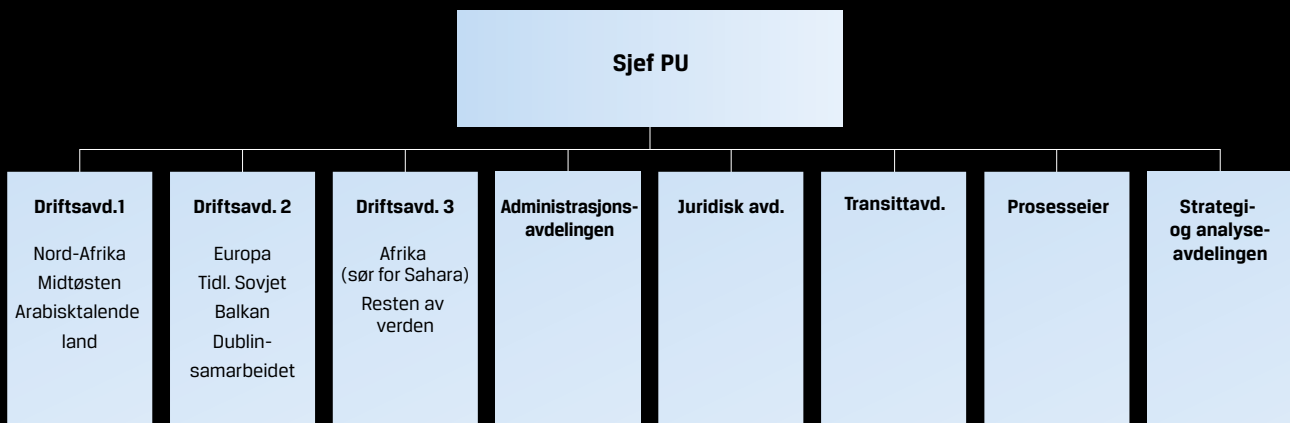 Sjef PU
Driftsavd.1
Nord-Afrika
Midtøsten
Arabisktalende
land
Driftsavd. 2
Europa
Tidl. Sovjet
Balkan
Dublin-
samarbeidet
Driftsavd. 3
Afrika
(sør for Sahara)
Resten av
verden
Administrasjons-
avdelingen
Juridisk avd.
Transittavd.
Prosesseier
Strategi-
og analyse-
avdelingen